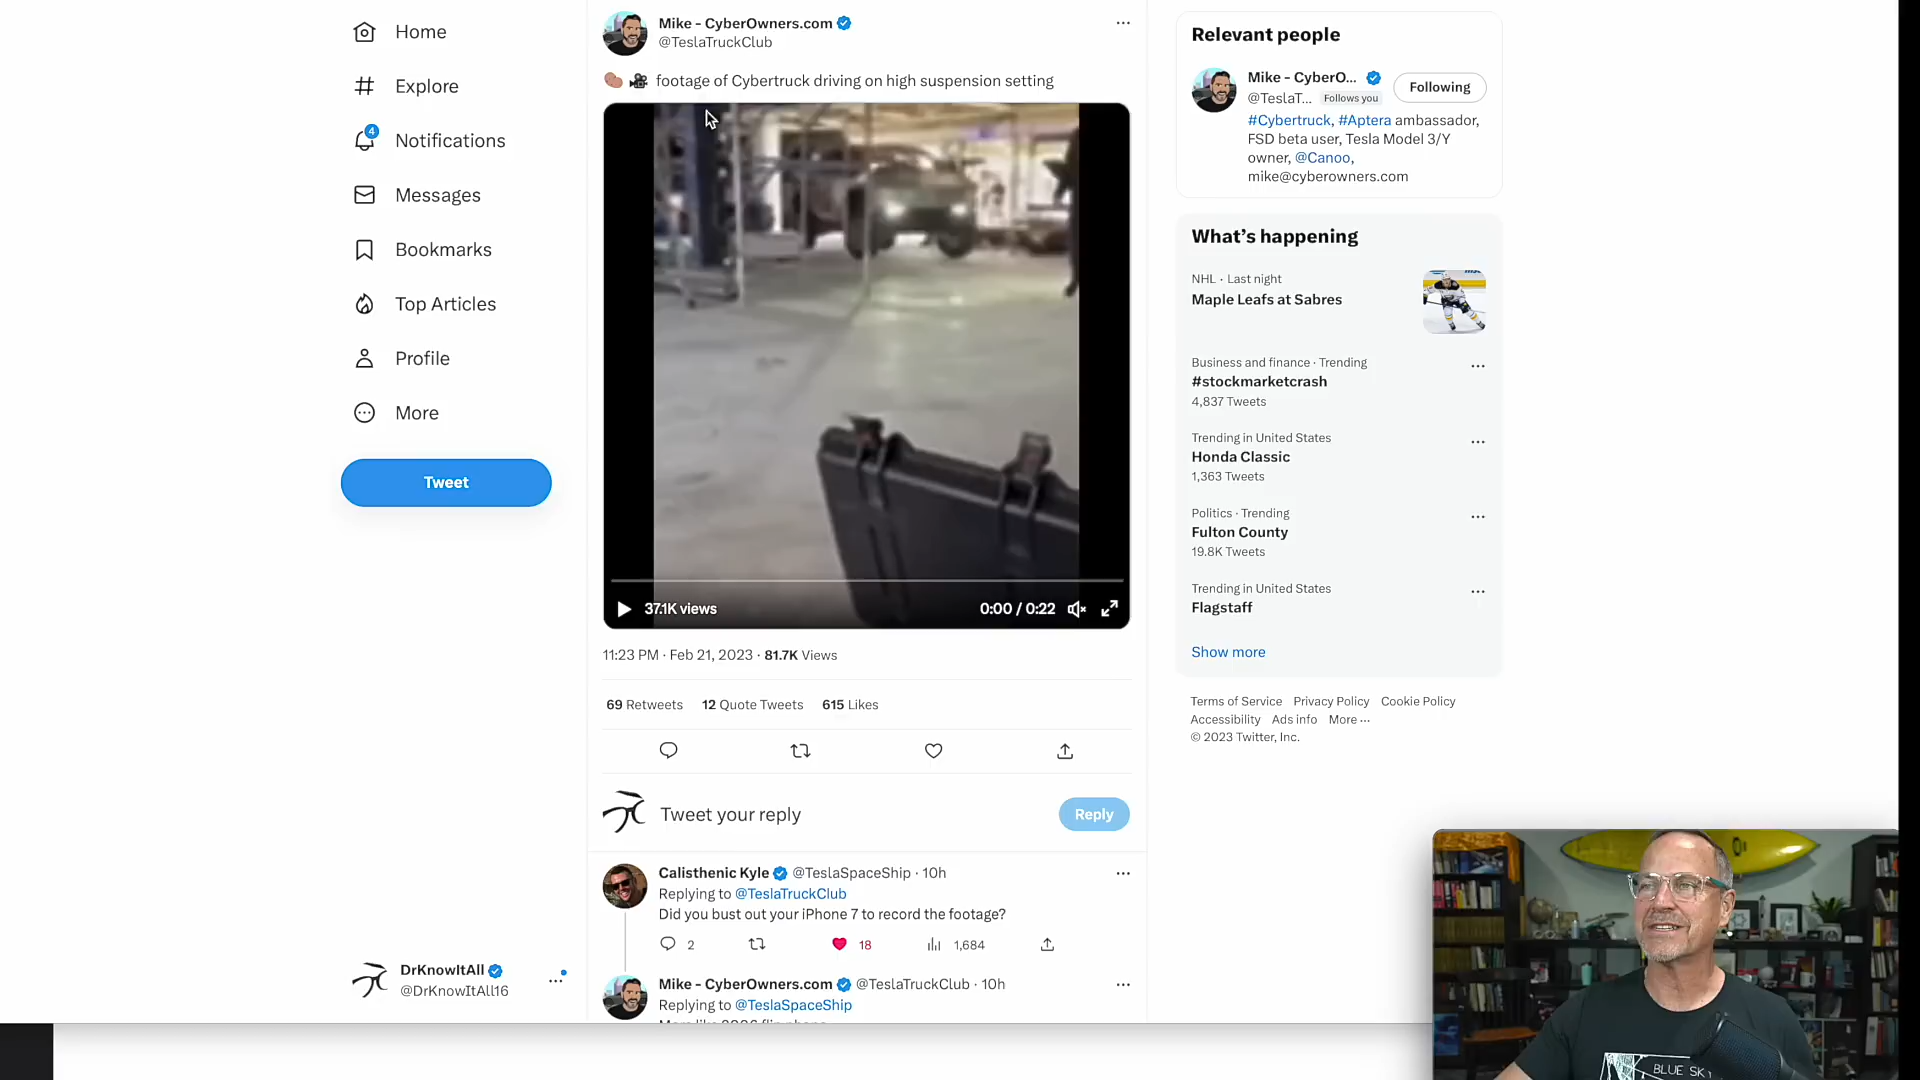 Home
Explore
4
Notifications
Messages
Bookmarks
Top Articles
Profile
More
Tweet
DrKnowItAll
@DrKnowItAll16
Mike - CyberOwners.com
@TeslaTruckClub
footage of Cybertruck driving on high suspension setting
37.1K views
0:00 / 0:22
11:23 PM · Feb 21, 2023 · 81.7K Views
69 Retweets 12 Quote Tweets 615 Likes
Tweet your reply
Reply
Calisthenic Kyle @TeslaSpaceShip · 10h
Replying to @TeslaTruckClub
Did you bust out your iPhone 7 to record the footage?
2 18 1,684
Mike - CyberOwners.com @TeslaTruckClub · 10h
Replying to @TeslaSpaceShip
Relevant people
Mike - CyberO...
@TeslaT... Follows you
Following
#Cybertruck, #Aptera ambassador,
FSD beta user, Tesla Model 3/Y
owner, @Canoo,
mike@cyberowners.com
What's happening
NHL · Last night
Maple Leafs at Sabres
Business and finance · Trending
#stockmarketcrash
4,837 Tweets
Trending in United States
Honda Classic
1,363 Tweets
Politics · Trending
Fulton County
19.8K Tweets
Trending in United States
Flagstaff
Show more
Terms of Service Privacy Policy Cookie Policy
Accessibility Ads info More ...
© 2023 Twitter, Inc.
BLUE SKY